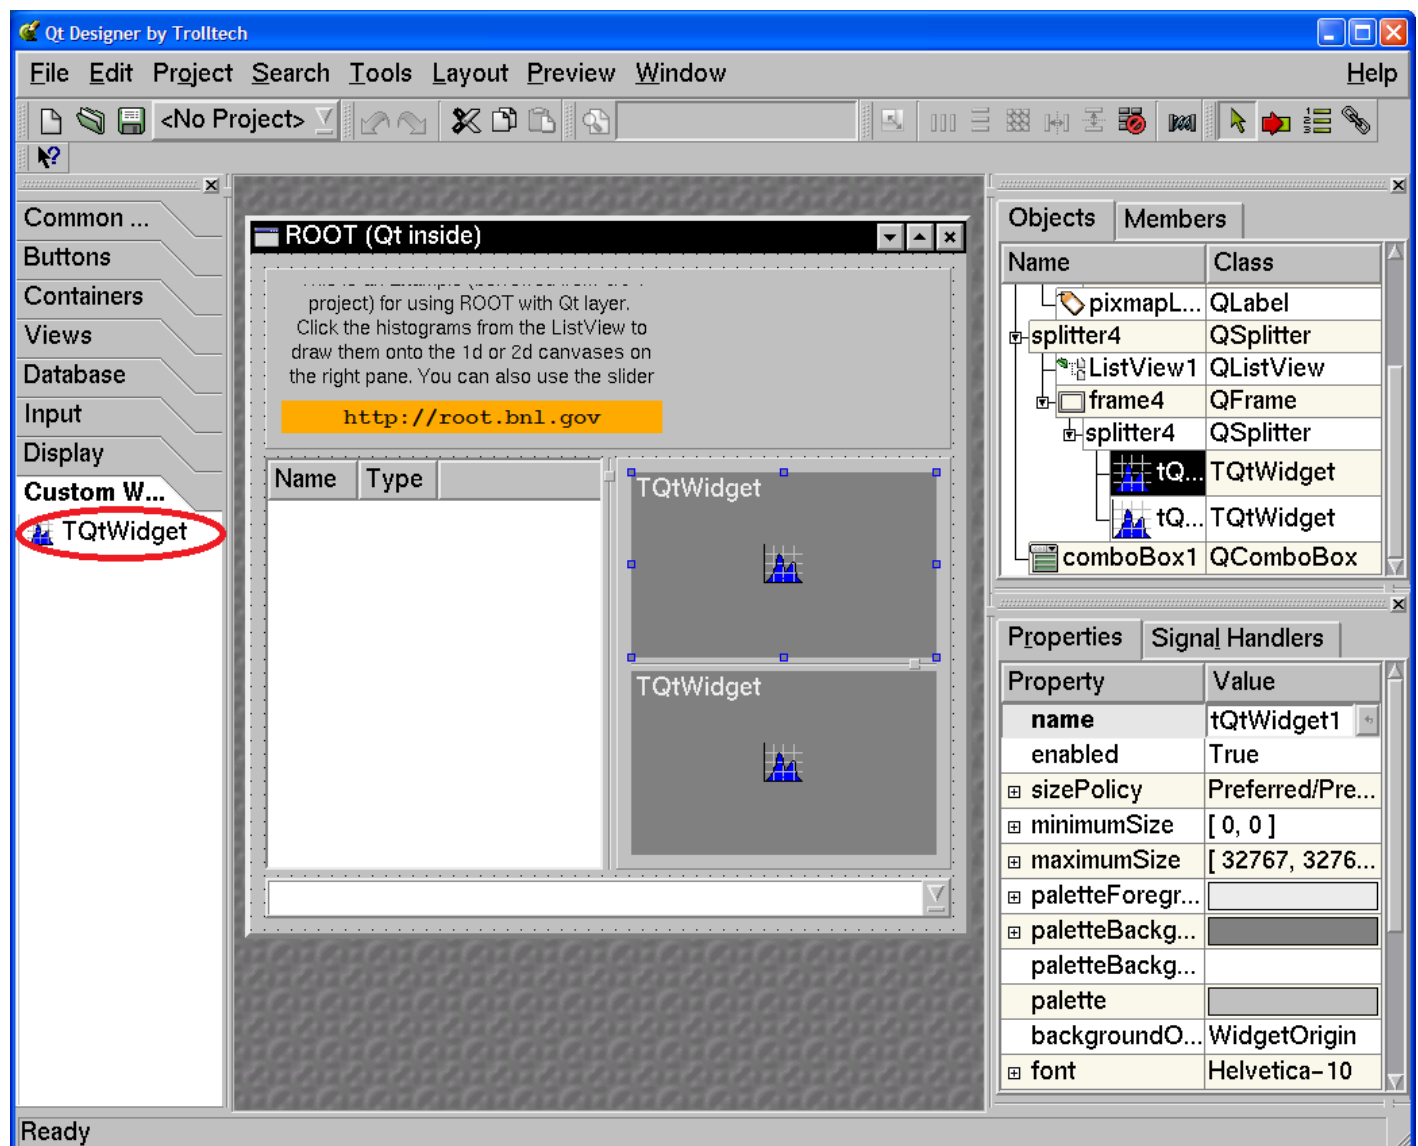 Qt Designer by Trolltech
File Edit Project Search Tools Layout Preview Window Help
<No Project>
Common ...
Buttons
Containers
Views
Database
Input
Display
Custom W...
TQtWidget
ROOT (Qt inside)
project) for using ROOT with Qt layer.
Click the histograms from the ListView to
draw them onto the 1d or 2d canvases on
the right pane. You can also use the slider
http://root.bnl.gov
Name Type
TQtWidget
TQtWidget
Objects Members
Name Class
pixmapL... QLabel
splitter4 QSplitter
ListView1 QListView
frame4 QFrame
splitter4 QSplitter
tQ... TQtWidget
tQ... TQtWidget
comboBox1 QComboBox
Properties Signal Handlers
Property Value
name tQtWidget1
enabled True
sizePolicy Preferred/Pre...
minimumSize [ 0, 0 ]
maximumSize [ 32767, 3276...
paletteForegr...
paletteBackg...
paletteBackg...
palette
backgroundO... WidgetOrigin
font Helvetica-10
Ready